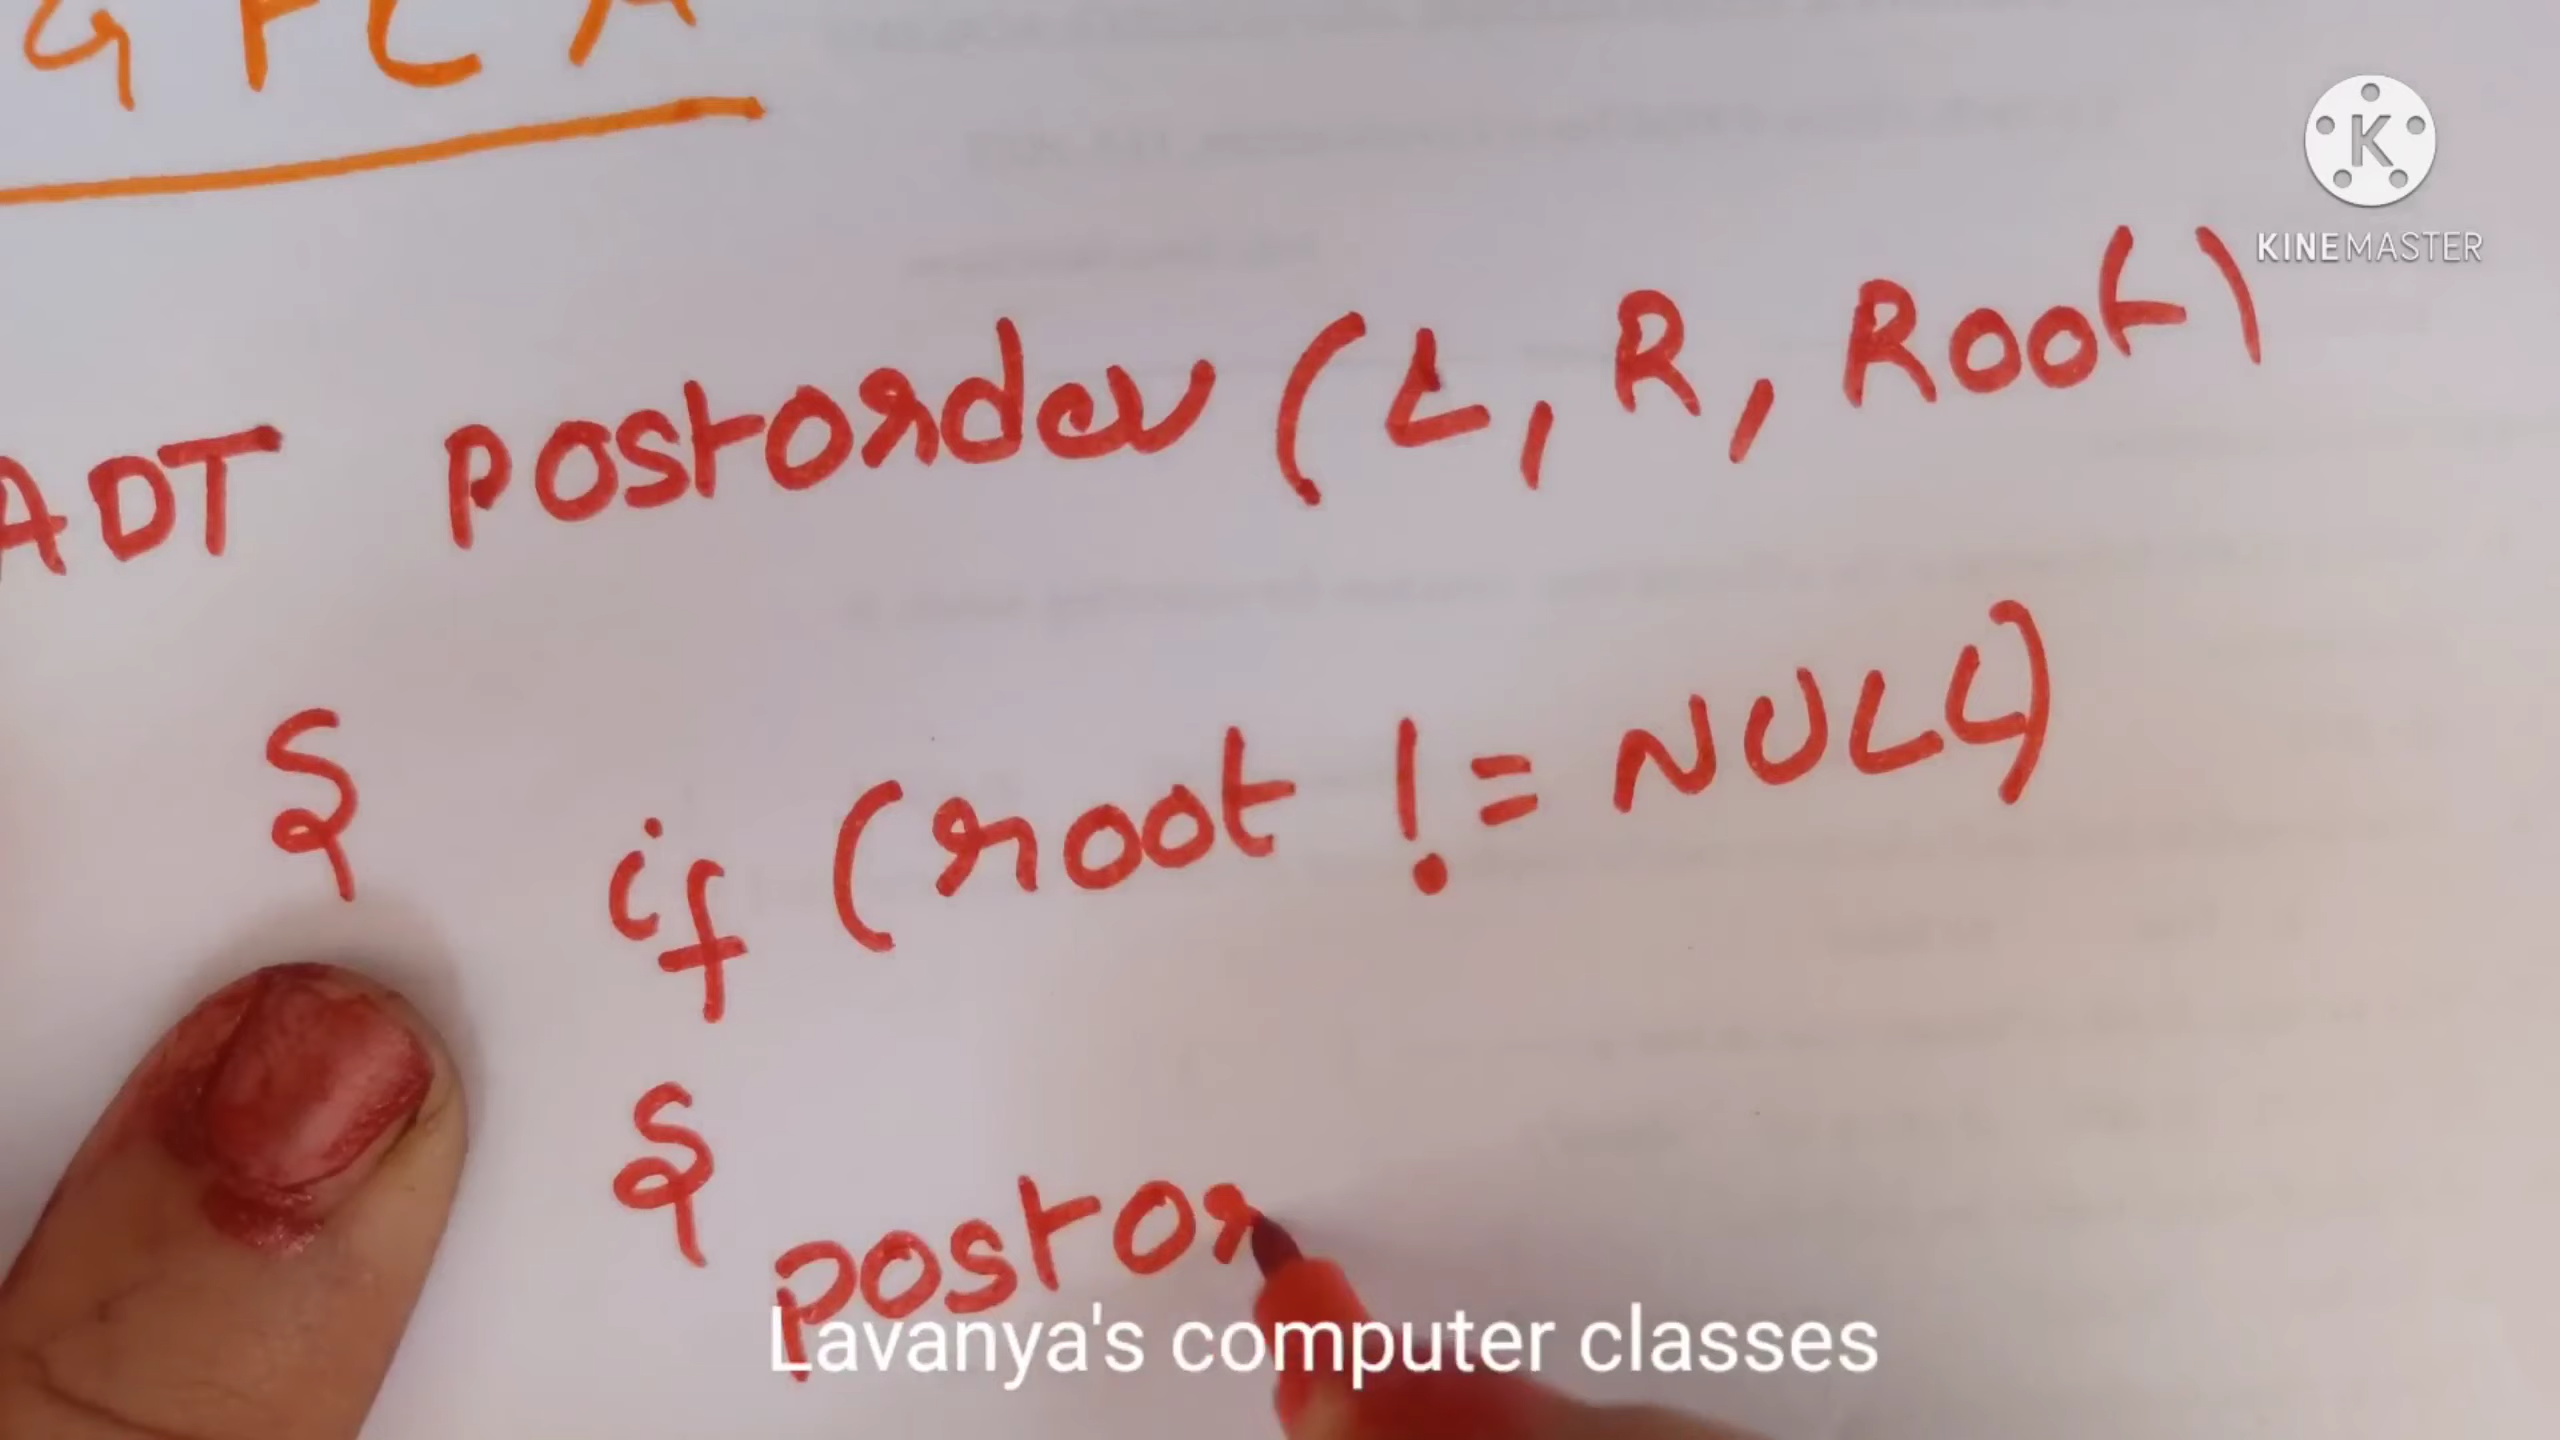 G F C A
K
KINEMASTER
ADT Postorder (L, R, Root)
{
if (root != NULL)
{
Postor
Lavanya's computer classes